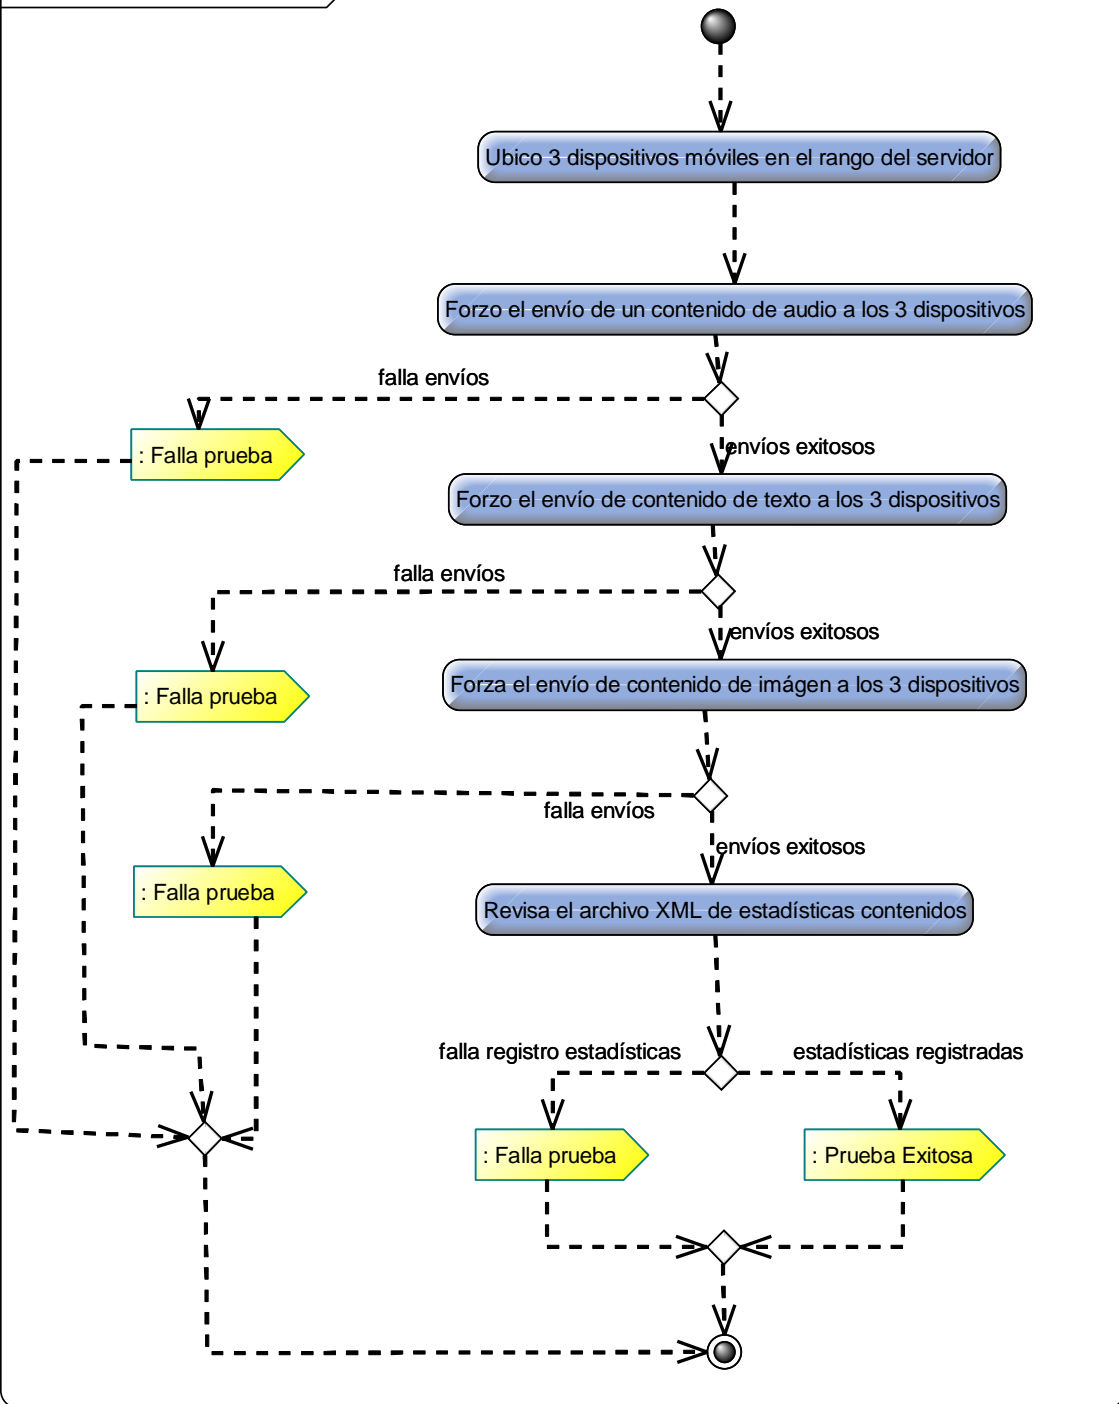 Ubico 3 dispositivos móviles en el rango del servidor
Forzo el envío de un contenido de audio a los 3 dispositivos
falla envíos
envíos exitosos
: Falla prueba
Forzo el envío de contenido de texto a los 3 dispositivos
falla envíos
envíos exitosos
: Falla prueba
Forza el envío de contenido de imágen a los 3 dispositivos
falla envíos
envíos exitosos
: Falla prueba
Revisa el archivo XML de estadísticas contenidos
falla registro estadísticas
estadísticas registradas
: Falla prueba
: Prueba Exitosa